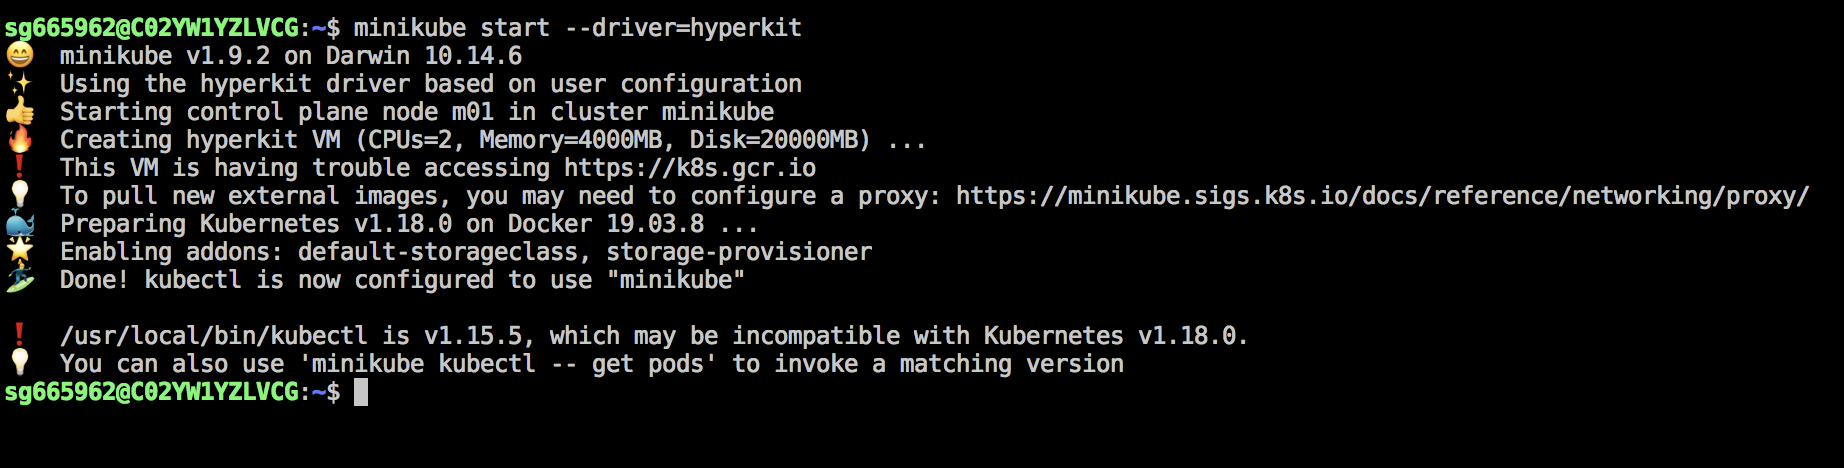 sg665962@C02YW1YZLVCG:~$ minikube start --driver=hyperkit
😄 minikube v1.9.2 on Darwin 10.14.6
✨ Using the hyperkit driver based on user configuration
👍 Starting control plane node m01 in cluster minikube
🔥 Creating hyperkit VM (CPUs=2, Memory=4000MB, Disk=20000MB) ...
❗ This VM is having trouble accessing https://k8s.gcr.io
💡 To pull new external images, you may need to configure a proxy: https://minikube.sigs.k8s.io/docs/reference/networking/proxy/
🐳 Preparing Kubernetes v1.18.0 on Docker 19.03.8 ...
🌟 Enabling addons: default-storageclass, storage-provisioner
🏄 Done! kubectl is now configured to use "minikube"
❗ /usr/local/bin/kubectl is v1.15.5, which may be incompatible with Kubernetes v1.18.0.
💡 You can also use 'minikube kubectl -- get pods' to invoke a matching version
sg665962@C02YW1YZLVCG:~$